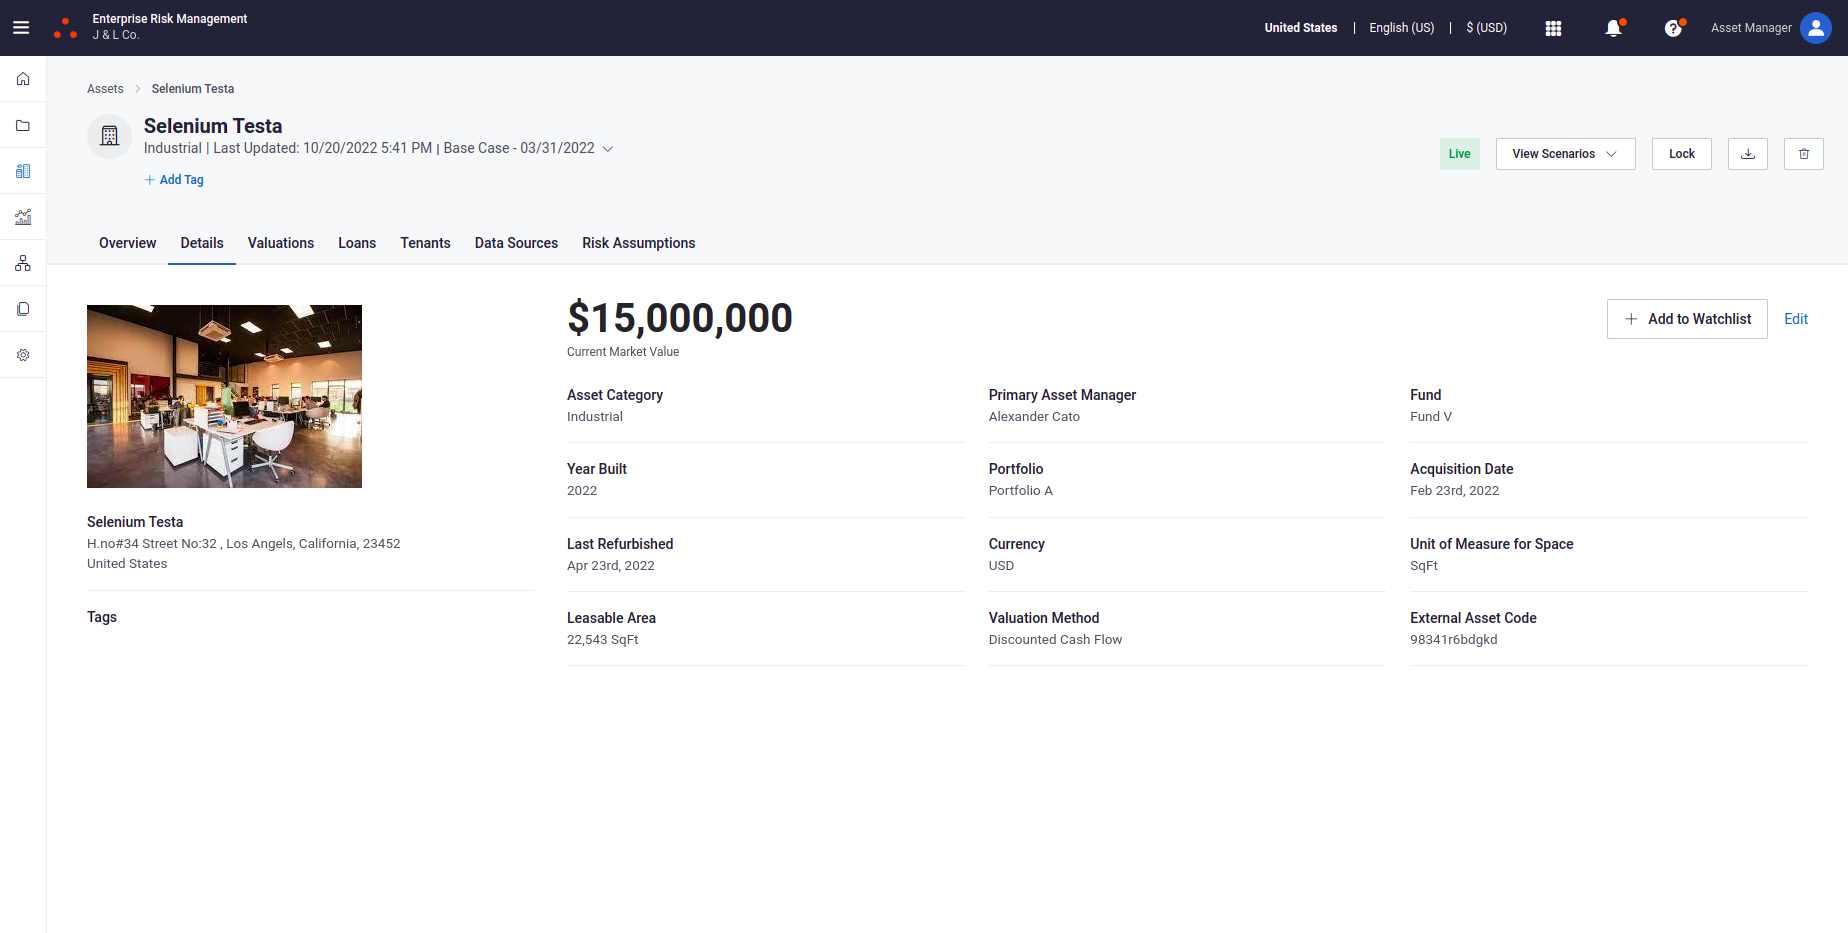 Enterprise Risk Management
J & L Co.
United States | English (US) | $ (USD)
Asset Manager
Assets > Selenium Testa
Selenium Testa
Industrial | Last Updated: 10/20/2022 5:41 PM | Base Case - 03/31/2022
+ Add Tag
Live
View Scenarios
Lock
Overview
Details
Valuations
Loans
Tenants
Data Sources
Risk Assumptions
Selenium Testa
H.no#34 Street No:32 , Los Angels, California, 23452
United States
Tags
$15,000,000
Current Market Value
+ Add to Watchlist
Edit
Asset Category
Industrial
Primary Asset Manager
Alexander Cato
Fund
Fund V
Year Built
2022
Portfolio
Portfolio A
Acquisition Date
Feb 23rd, 2022
Last Refurbished
Apr 23rd, 2022
Currency
USD
Unit of Measure for Space
SqFt
Leasable Area
22,543 SqFt
Valuation Method
Discounted Cash Flow
External Asset Code
98341r6bdgkd